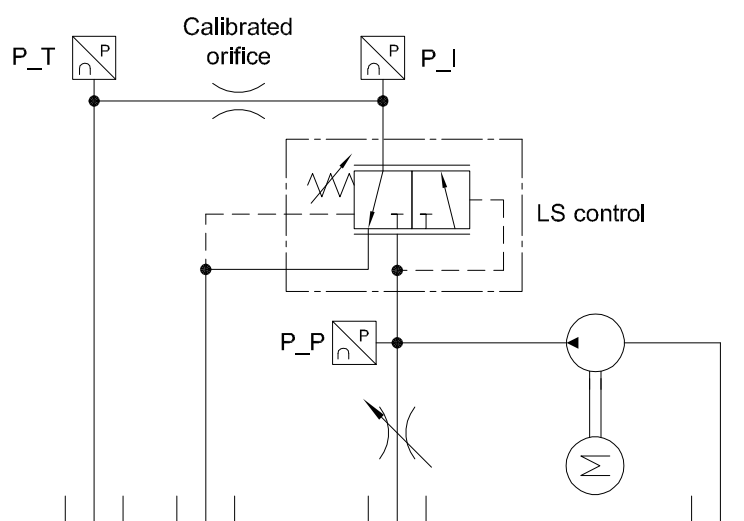 Calibrated
orifice
P_T
P
P
P_I
LS control
P_P
P
M